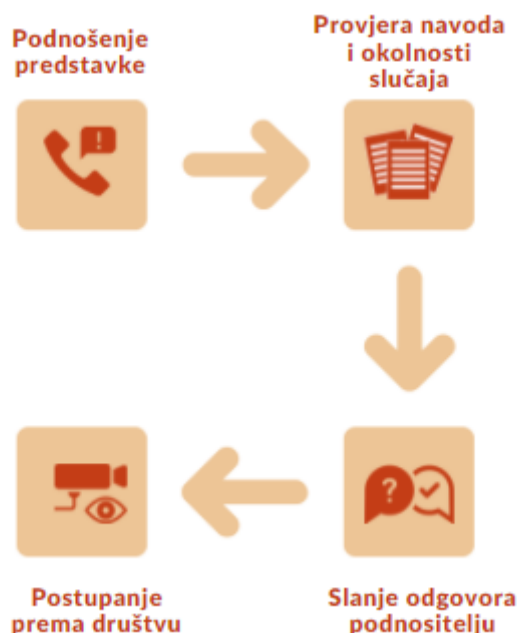 Podnošenje
predstavke
Provjera navoda
i okolnosti
slučaja
!
?
Slanje odgovora
podnositelju
Postupanje
prema društvu